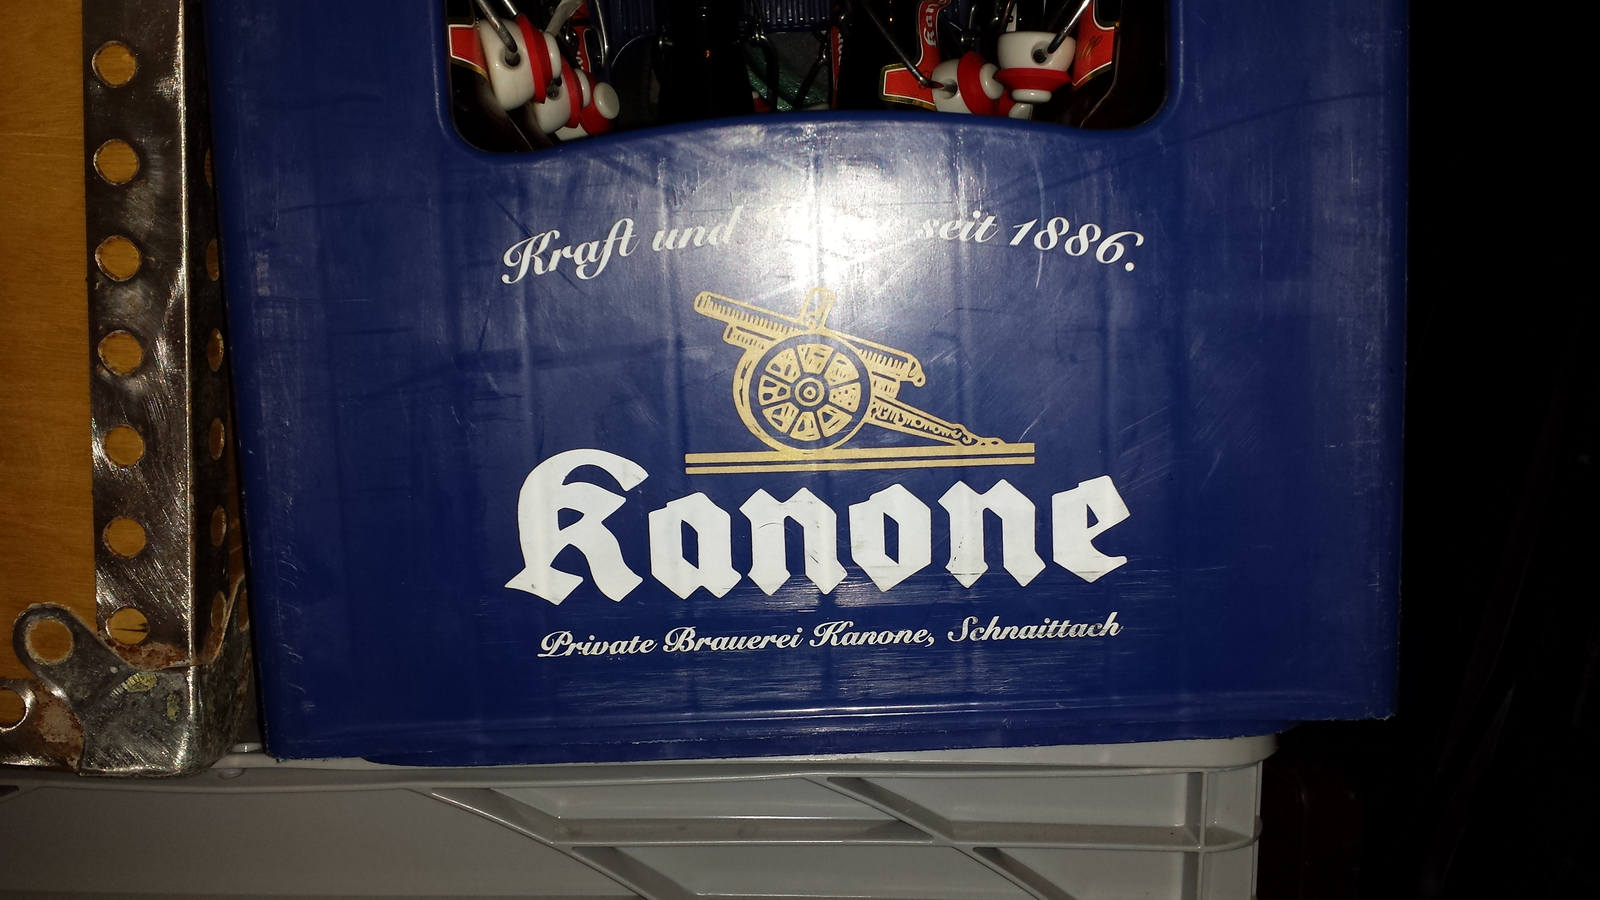 Kraft und seit 1886.
Kanone
Private Brauerei Kanone, Schnaittach